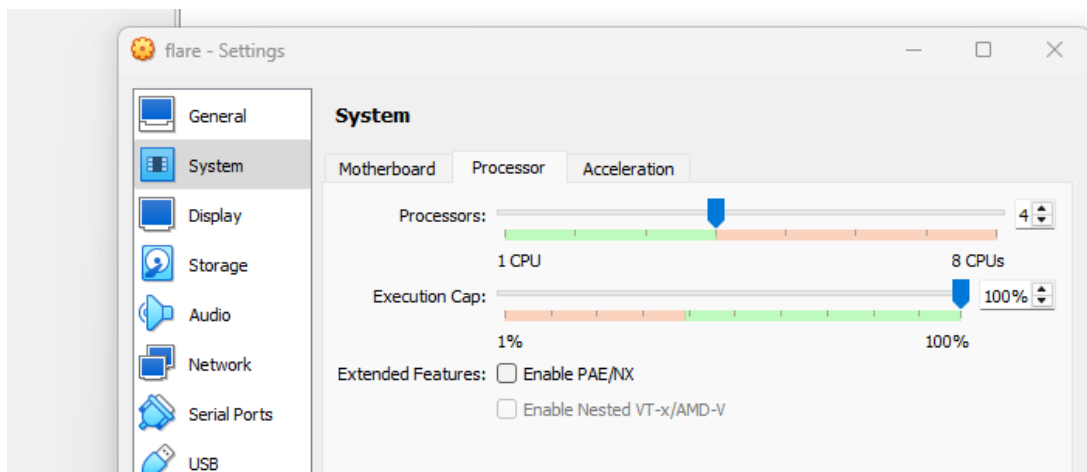 flare - Settings
General
System
Display
Storage
Audio
Network
Serial Ports
USB
System
Motherboard Processor Acceleration
Processors: 4
1 CPU 8 CPUs
Execution Cap: 100%
1% 100%
Extended Features: Enable PAE/NX
Enable Nested VT-x/AMD-V